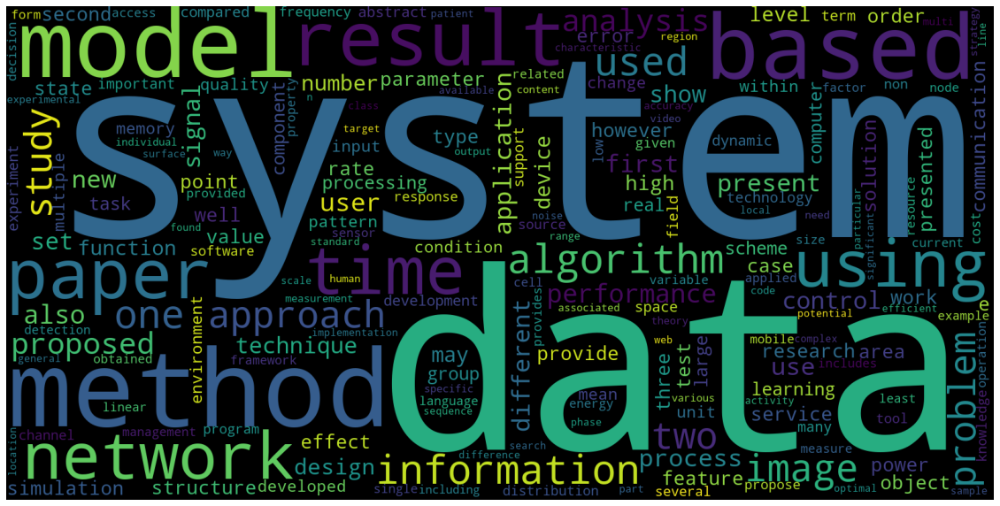 form second access compared frequency abstract patient
model result analysis based
level term order multi
decision error region characteristic strategy line
state important quality number parameter used change show
experimental property n available related content within factor non node
system
study memory signal component class target input type however application support device accuracy video low given dynamic computer solution communication
individual surface way output first
experiment multiple new point provided rate processing response user high present technology local need
task well pattern real field particular resource presented
found sensor source noise
set function value software standard condition range scheme size significant current cost
paper time algorithm case applied using
scale human cell variable code
measurement development performance control work
also one approach different provides associated space potential efficient example
detection implementation theory
proposed technique environment data web mobile complex research area problem
general obtained framework may provide three test large use includes operation
method group mean learning
linear specific language energy various activity service least knowledge
sequence phase unit many tool
channel management program search
network effect two measure
location design difference information process image power
simulation structure developed single including distribution part several feature propose optimal object sample